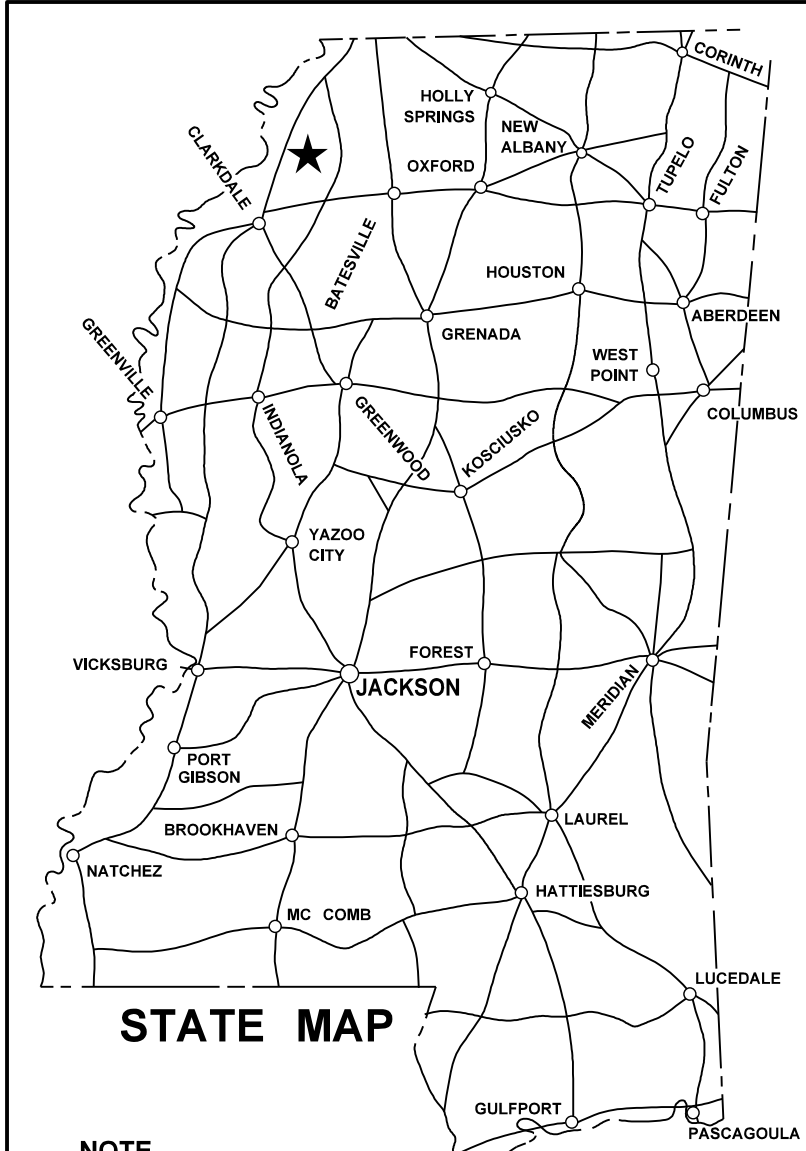 CORINTH
HOLLY
SPRINGS
NEW
ALBANY
CLARKDALE
OXFORD
TUPELO
FULTON
BATESVILLE
HOUSTON
ABERDEEN
GRENADA
GREENVILLE
WEST
POINT
COLUMBUS
INDIANOLA
GREENWOOD
KOSCIUSKO
YAZOO
CITY
VICKSBURG
FOREST
JACKSON
MERIDIAN
PORT
GIBSON
BROOKHAVEN
LAUREL
NATCHEZ
HATTIESBURG
MC COMB
LUCEDALE
STATE MAP
GULFPORT
PASCAGOULA
NOTE